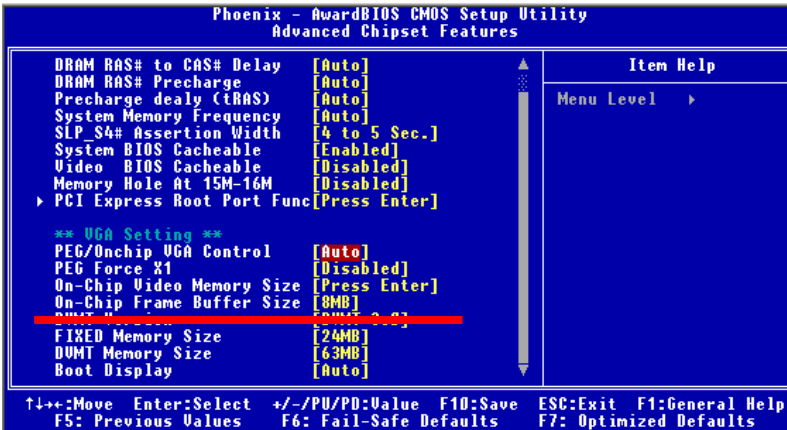 Phoenix - AwardBIOS CMOS Setup Utility
Advanced Chipset Features
DRAM RAS# to CAS# Delay [Auto]
DRAM RAS# Precharge [Auto]
Precharge dealy (tRAS) [Auto]
System Memory Frequency [Auto]
SLP_S4# Assertion Width [4 to 5 Sec.]
System BIOS Cacheable [Enabled]
Video BIOS Cacheable [Disabled]
Memory Hole At 15M-16M [Disabled]
PCI Express Root Port Func[Press Enter]
** VGA Setting **
PEG/Onchip VGA Control [Auto]
PEG Force X1 [Disabled]
On-Chip Video Memory Size [Press Enter]
On-Chip Frame Buffer Size [8MB]
FIXED Memory Size [24MB]
DVMT Memory Size [63MB]
Boot Display [Auto]
Item Help
Menu Level
↑↓→←:Move Enter:Select +/-/PU/PD:Value F10:Save ESC:Exit F1:General Help
F5: Previous Values F6: Fail-Safe Defaults F7: Optimized Defaults